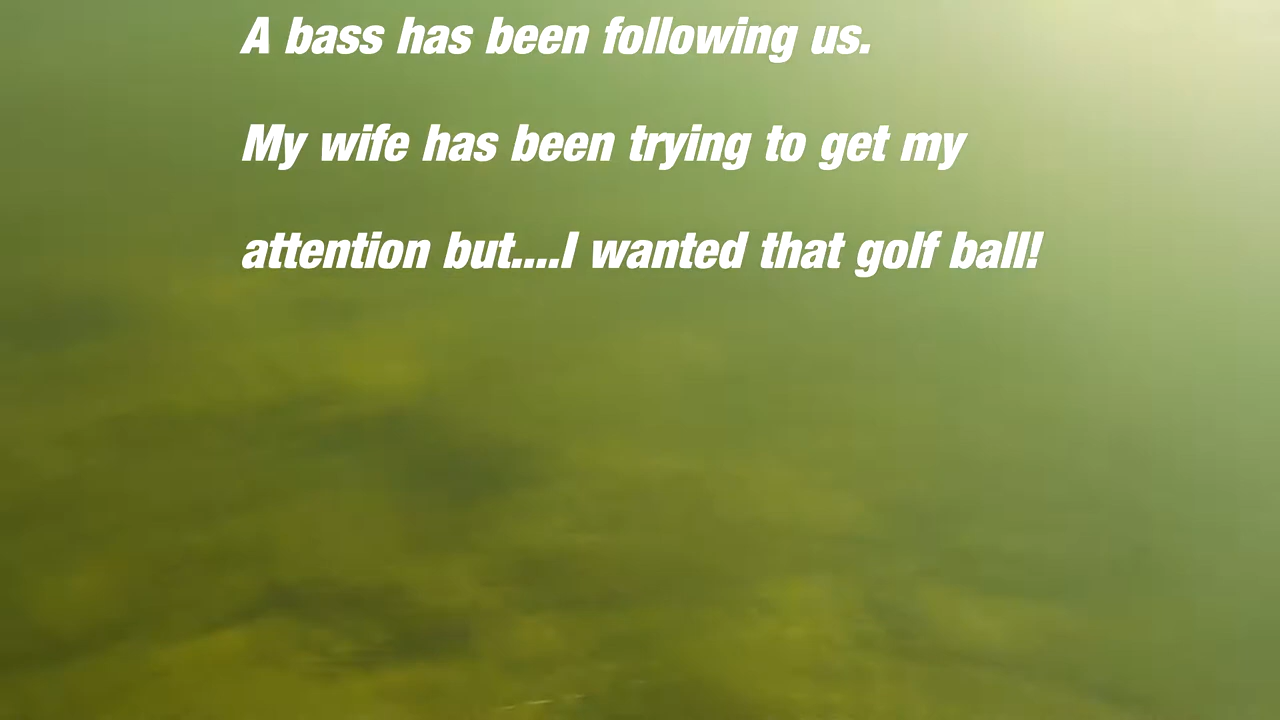 A bass has been following us.
My wife has been trying to get my
attention but....I wanted that golf ball!